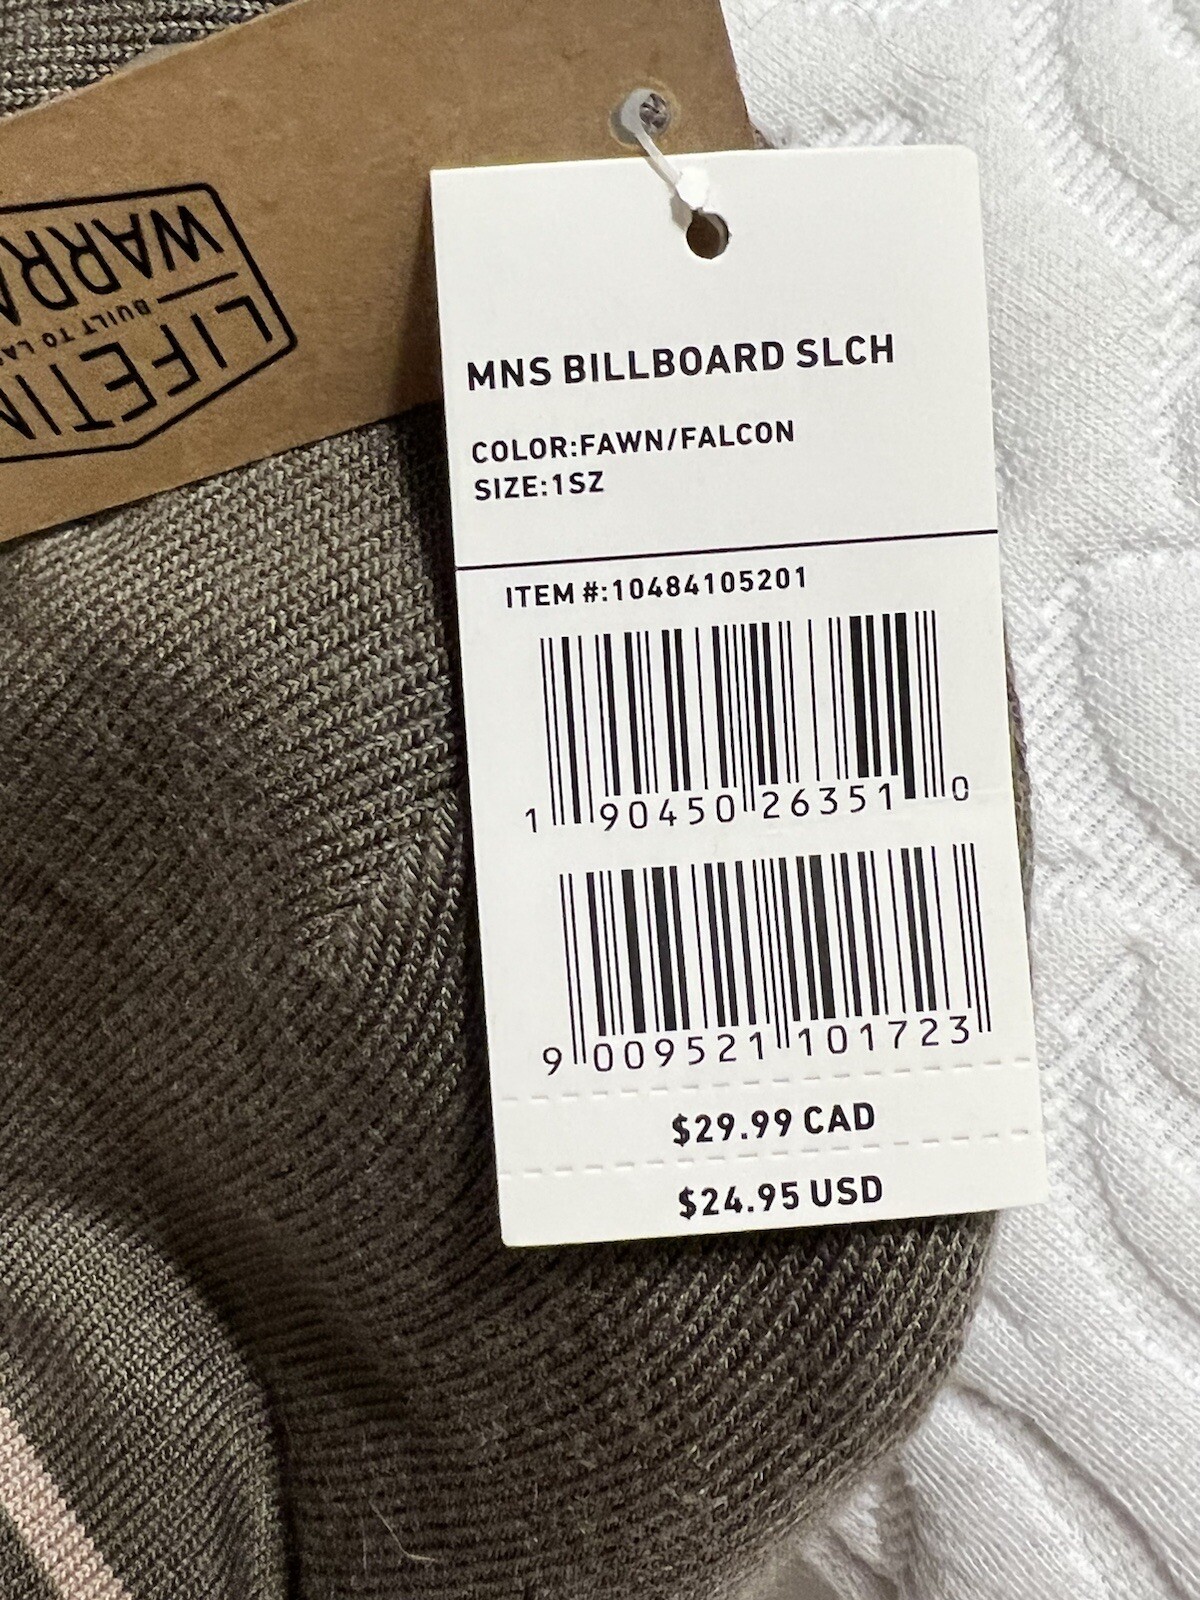 LIFETIM
BUILT TO LA
WARRA
MNS BILLBOARD SLCH
COLOR:FAWN/FALCON
SIZE:1SZ
ITEM #:10484105201
1 90450 26351 0
9 009521 101723
$29.99 CAD
$24.95 USD